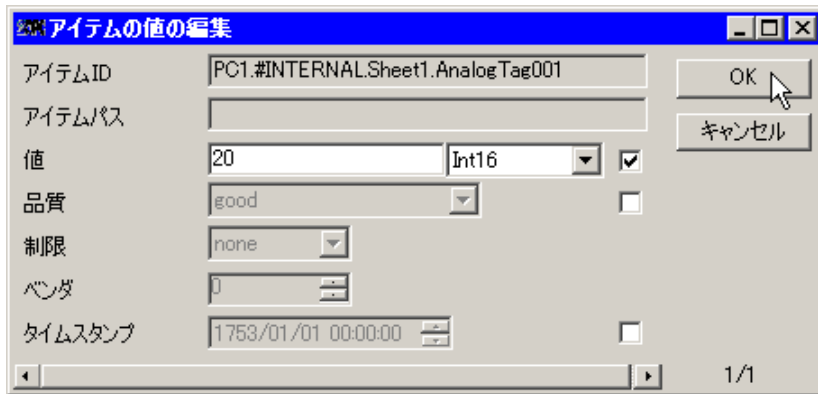 アイテムの値の編集
アイテムID PC1.#INTERNAL.Sheet1.AnalogTag001 OK
アイテムパス キャンセル
値 20 Int16
品質 good
制限 none
ベンダ 0
タイムスタンプ 1753/01/01 00:00:00
1/1